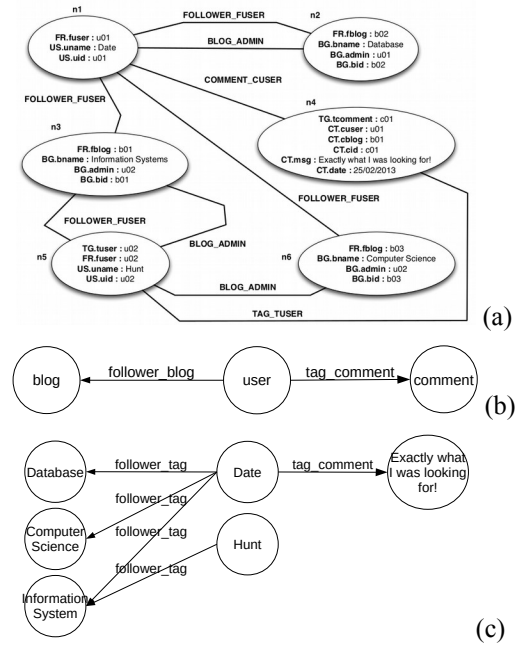 n1
FOLLOWER_FUSER
n2
FR.fuser : u01
US.uname : Date
US.uid : u01
BLOG_ADMIN
FR.fblog : b02
BG.bname : Database
BG.admin : u01
BG.bid : b02
COMMENT_CUSER
n4
FOLLOWER_FUSER
n3
TG.tcomment : c01
CT.cuser : u01
CT.cblog : b01
CT.cid : c01
CT.msg : Exactly what I was looking for!
CT.date : 25/02/2013
FR.fblog : b01
BG.bname : Information Systems
BG.admin : u02
BG.bid : b01
FOLLOWER_FUSER
FOLLOWER_FUSER
BLOG_ADMIN
n5
TG.tuser : u02
FR.fuser : u02
US.uname : Hunt
US.uid : u02
n6
FR.fblog : b03
BG.bname : Computer Science
BG.admin : u02
BG.bid : b03
BLOG_ADMIN
TAG_TUSER
(a)
blog
follower_blog
user
tag_comment
comment
(b)
Database
follower_tag
Date
tag_comment
Exactly what
I was looking
for!
follower_tag
Computer
Science
follower_tag
Hunt
follower_tag
Information
System
(c)